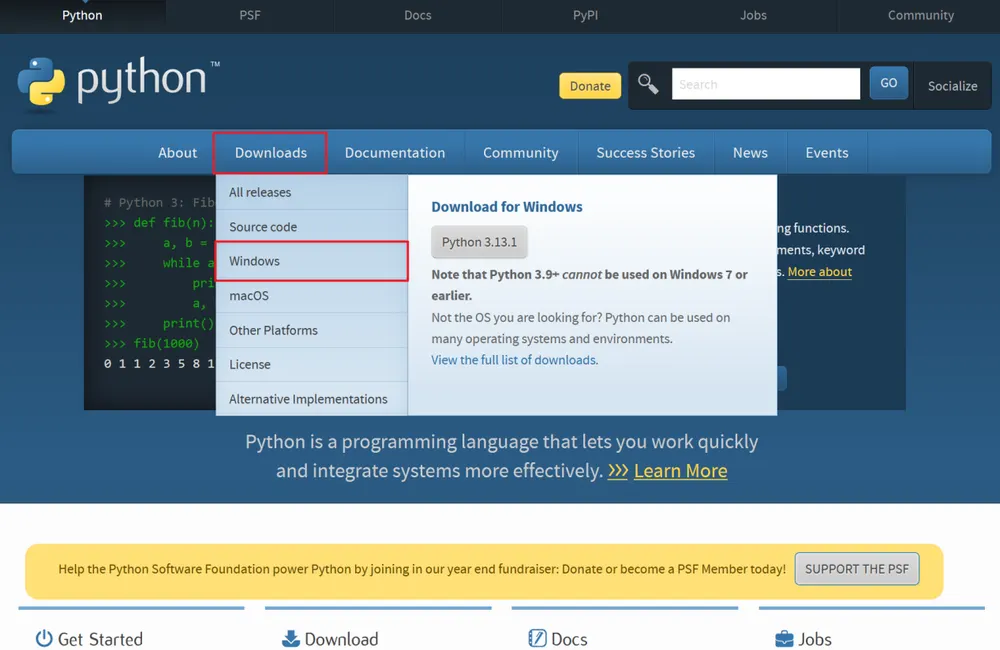 Python PSF Docs PyPI Jobs Community
python™
Donate Search GO Socialize
About Downloads Documentation Community Success Stories News Events
# Python 3: Fib
>>> def fib(n):
>>> a, b =
>>> while a
>>> pri
>>> a,
>>> print()
>>> fib(1000)
0 1 1 2 3 5 8 1
All releases
Source code
Windows
macOS
Other Platforms
License
Alternative Implementations
Download for Windows
Python 3.13.1
Note that Python 3.9+ cannot be used on Windows 7 or
earlier.
Not the OS you are looking for? Python can be used on
many operating systems and environments.
View the full list of downloads.
ng functions.
ments, keyword
s. More about
Python is a programming language that lets you work quickly
and integrate systems more effectively. >>> Learn More
Help the Python Software Foundation power Python by joining in our year end fundraiser: Donate or become a PSF Member today! SUPPORT THE PSF
Get Started Download Docs Jobs